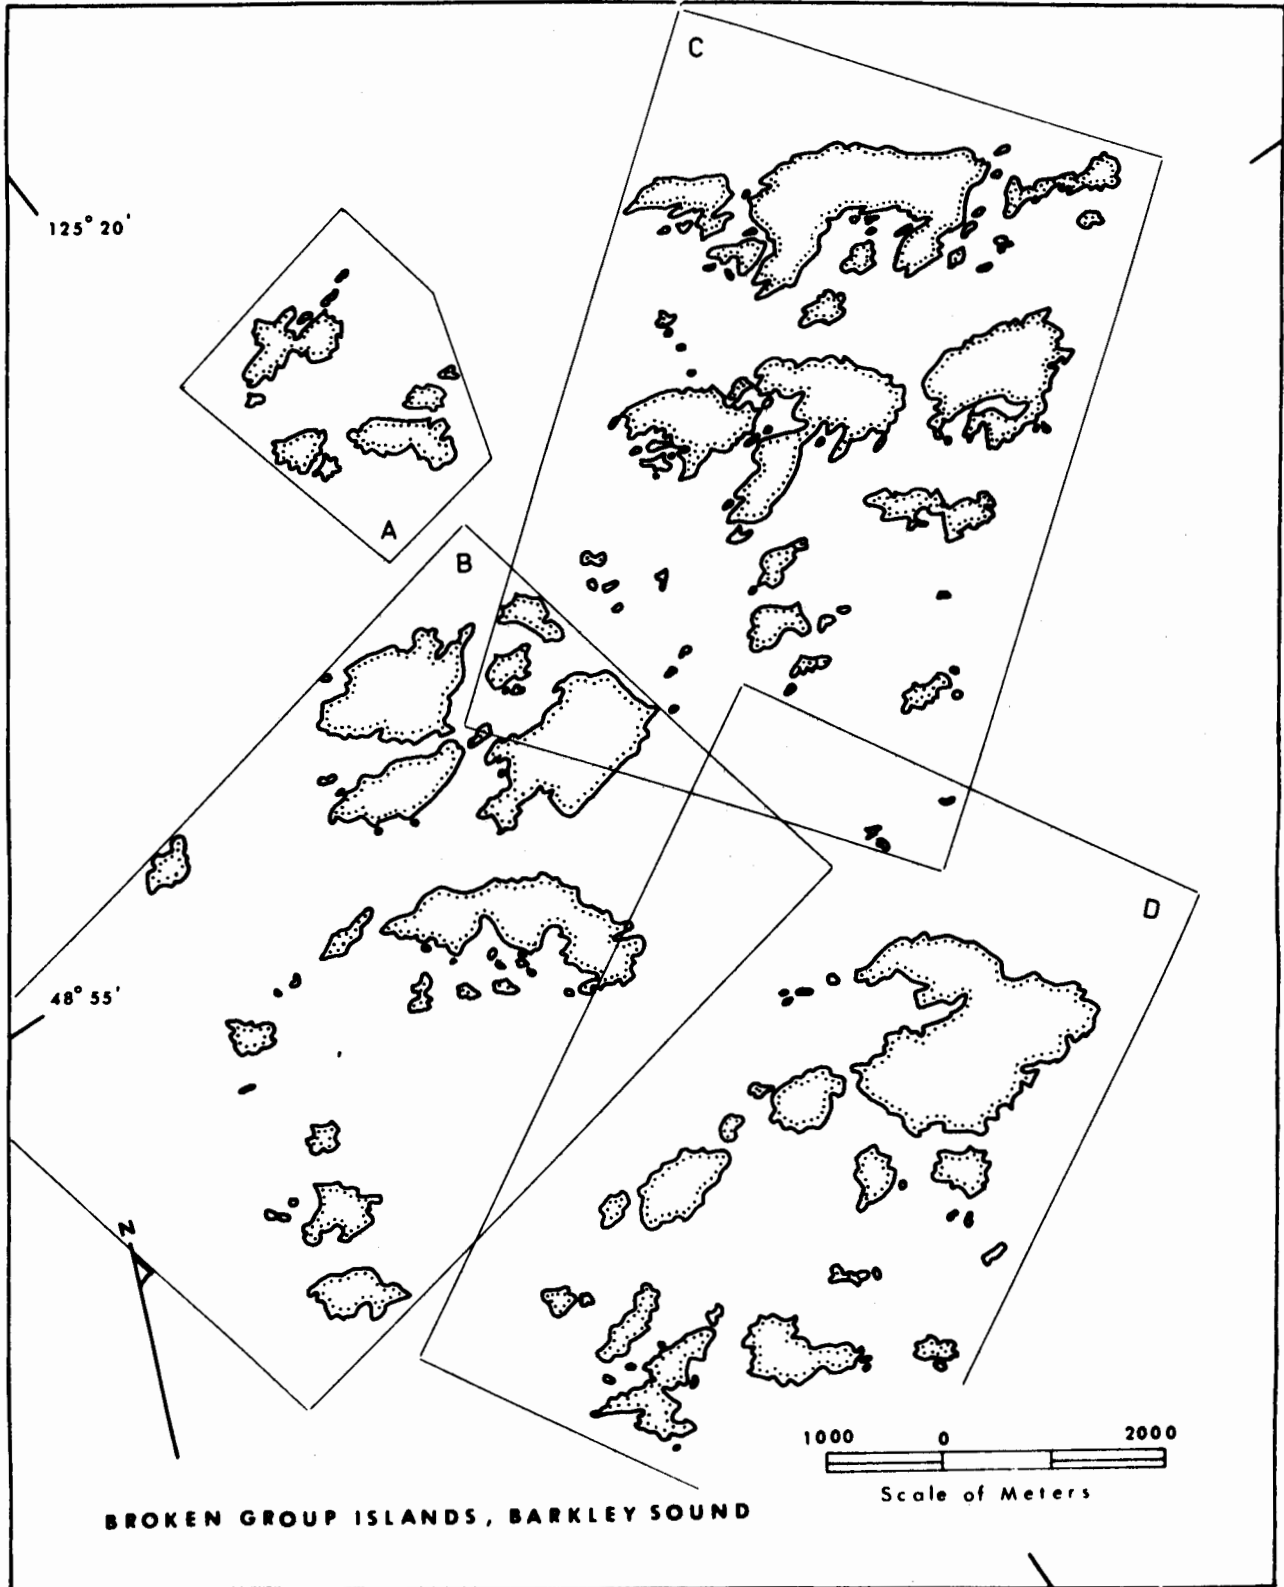 C
125° 20'
A
B
D
48° 55'
N
1000 0 2000
Scale of Meters
BROKEN GROUP ISLANDS, BARKLEY SOUND